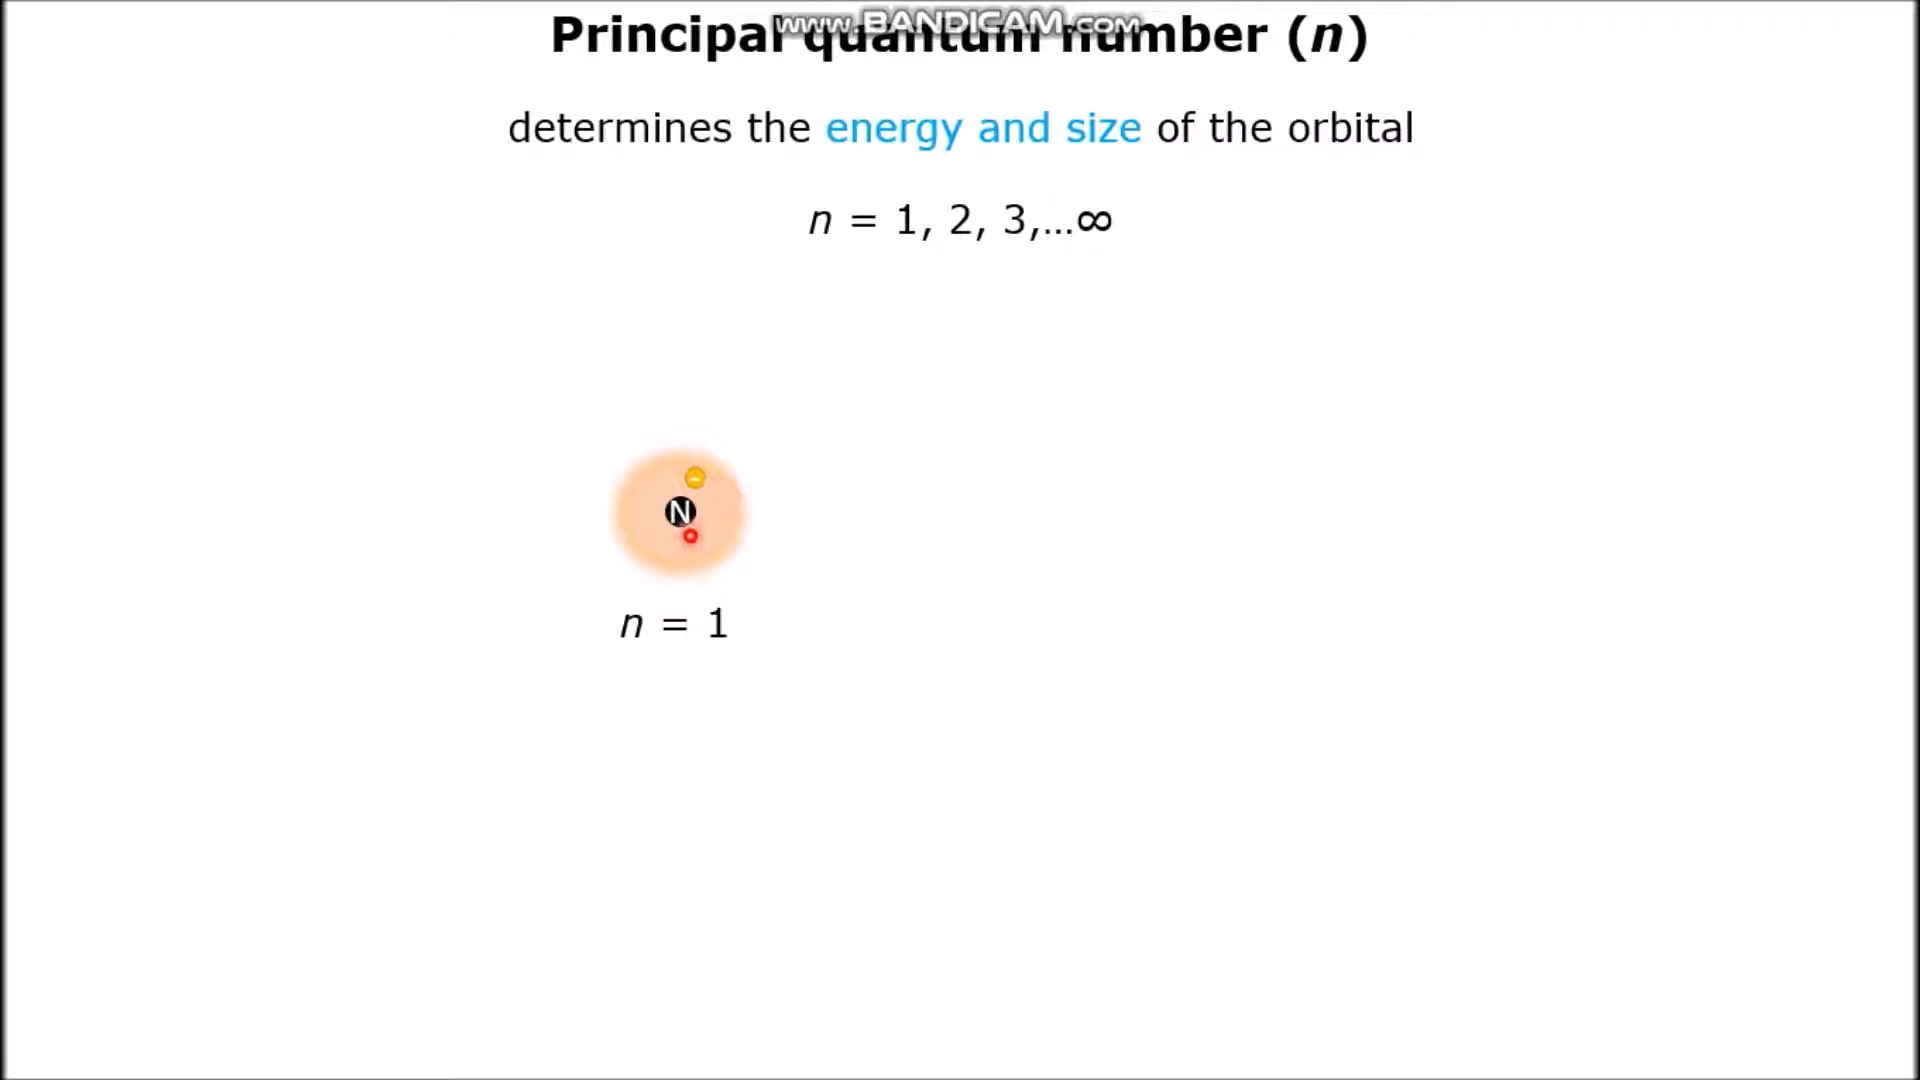 www.BANDICAM.com
Principal quantum number (n)
determines the energy and size of the orbital
n = 1, 2, 3,...∞
N
n = 1